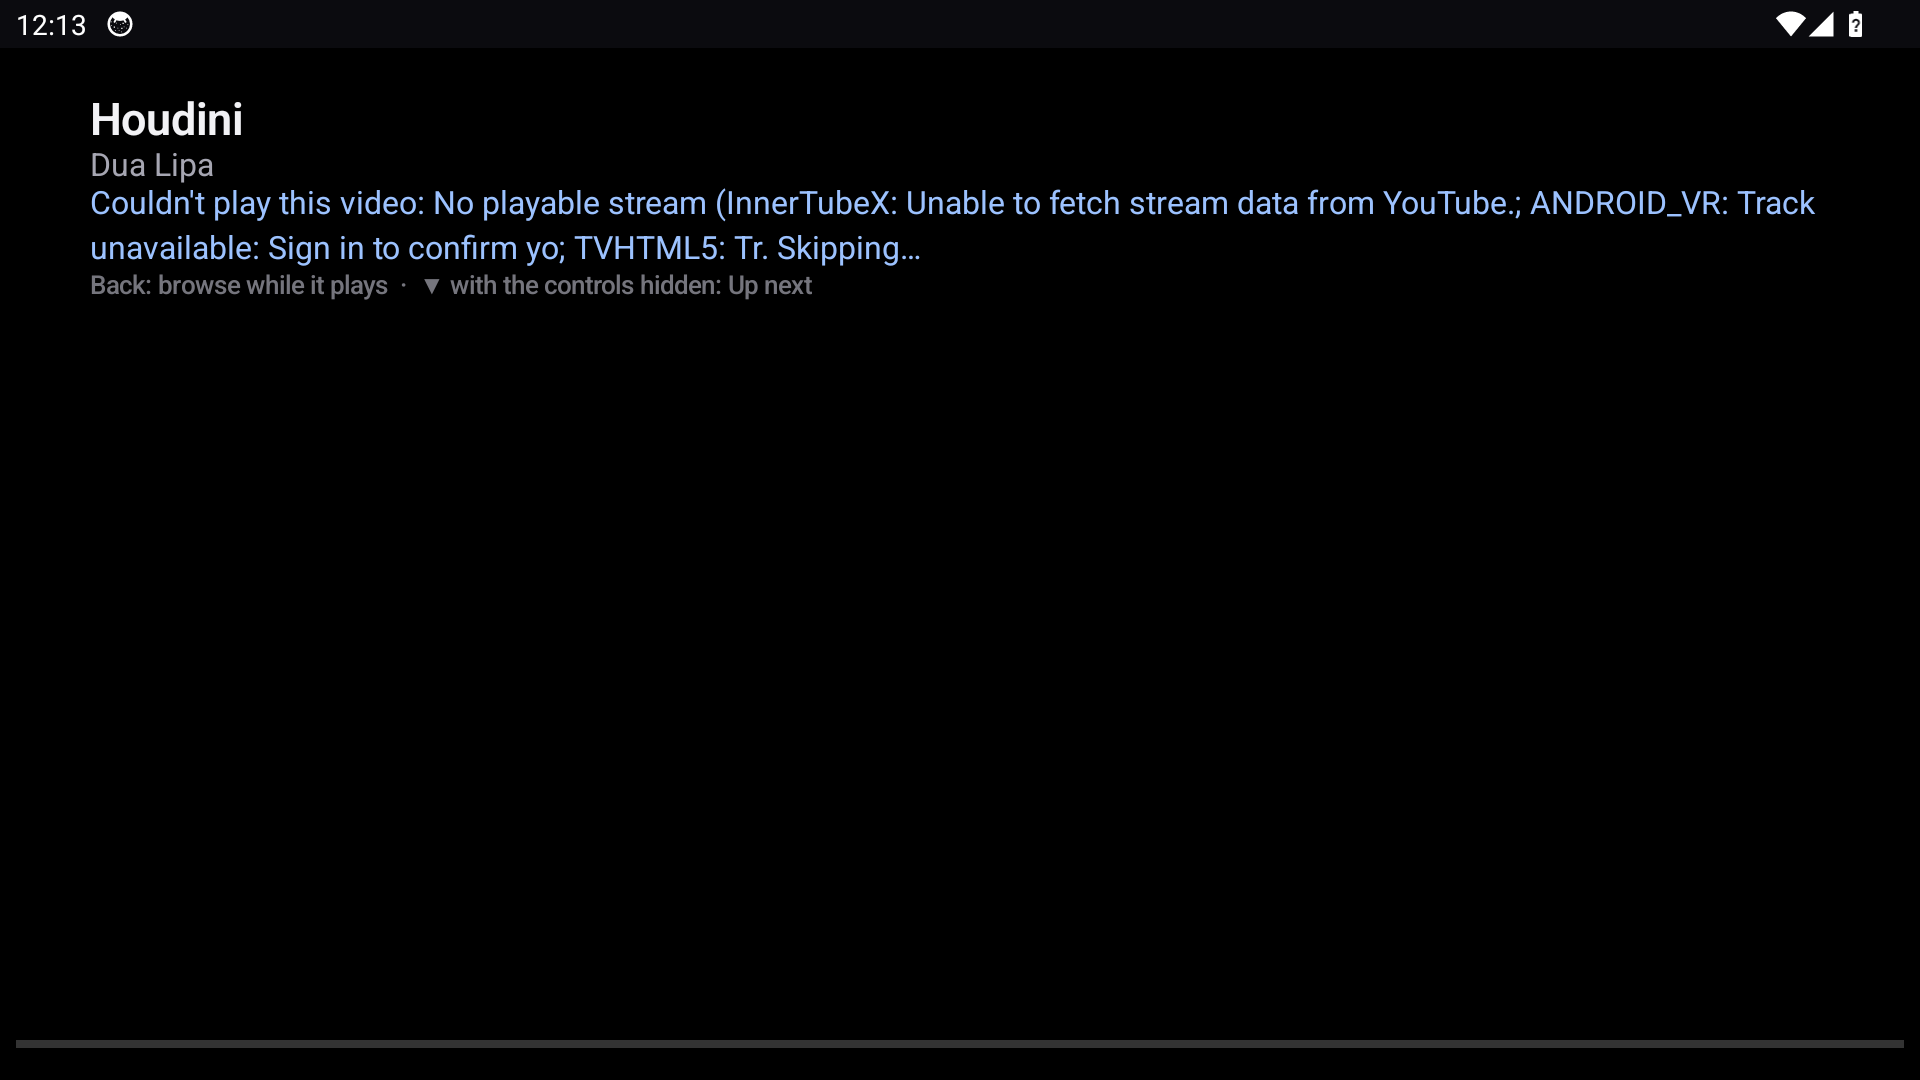 12:13
Houdini
Dua Lipa
Couldn't play this video: No playable stream (InnerTubeX: Unable to fetch stream data from YouTube.; ANDROID_VR: Track
unavailable: Sign in to confirm yo; TVHTML5: Tr. Skipping…
Back: browse while it plays · ▼ with the controls hidden: Up next